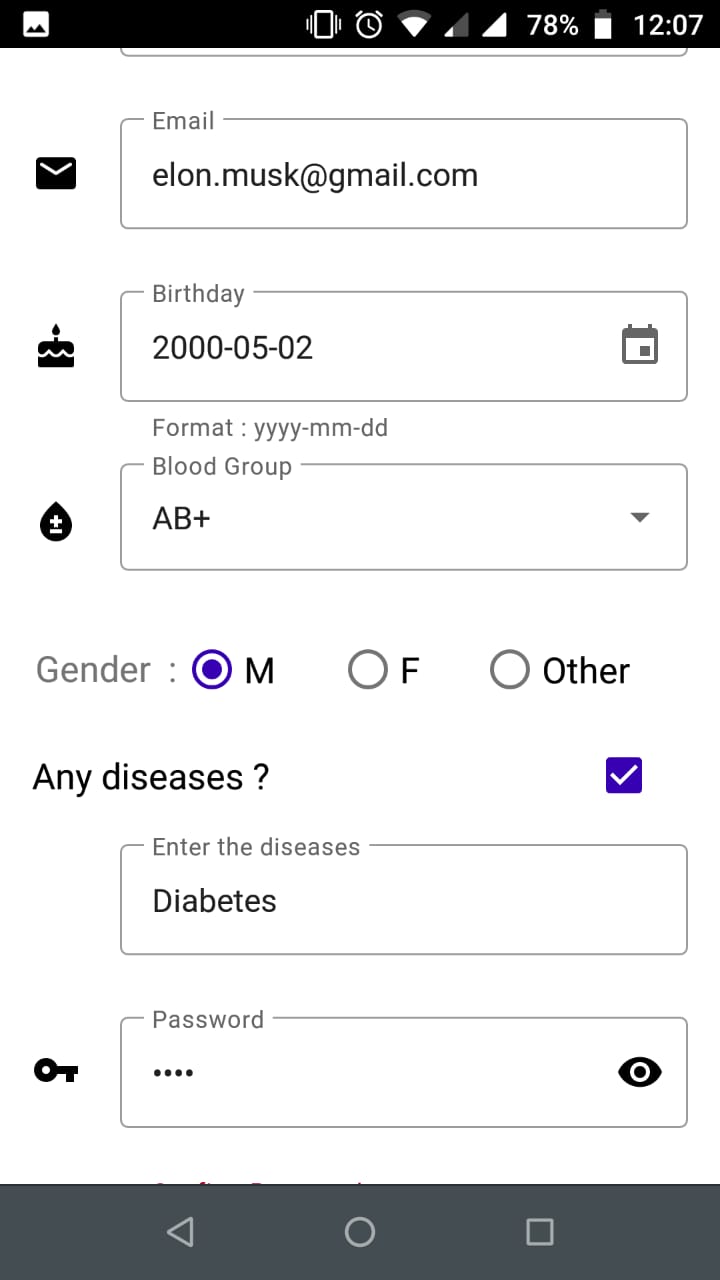 78% 12:07
Email
elon.musk@gmail.com
Birthday
2000-05-02
Format : yyyy-mm-dd
Blood Group
AB+
Gender : M F Other
Any diseases ?
Enter the diseases
Diabetes
Password
••••